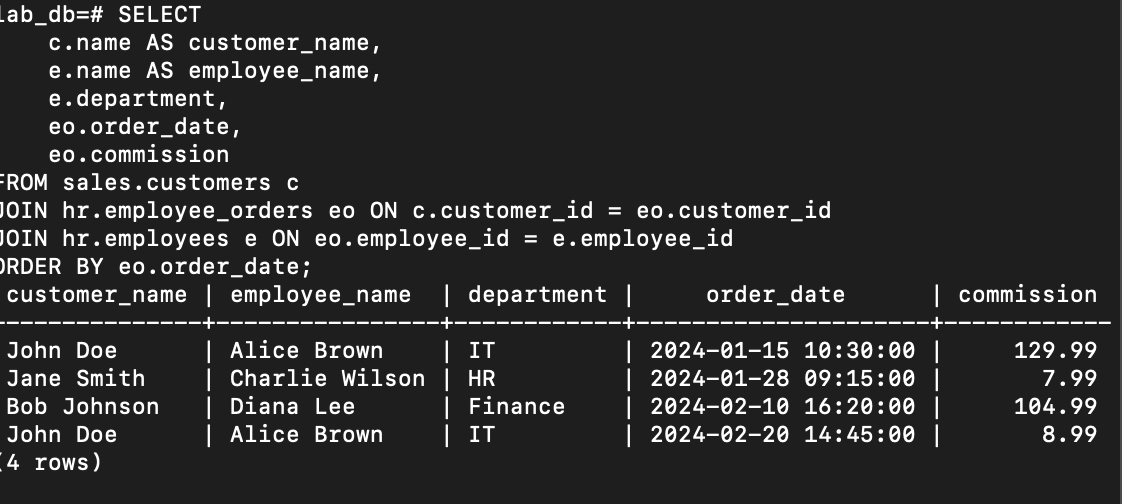 lab_db=# SELECT
    c.name AS customer_name,
    e.name AS employee_name,
    e.department,
    eo.order_date,
    eo.commission
FROM sales.customers c
JOIN hr.employee_orders eo ON c.customer_id = eo.customer_id
JOIN hr.employees e ON eo.employee_id = e.employee_id
ORDER BY eo.order_date;
 customer_name | employee_name  | department |     order_date      | commission
---------------+----------------+------------+---------------------+------------
 John Doe      | Alice Brown    | IT         | 2024-01-15 10:30:00 |     129.99
 Jane Smith    | Charlie Wilson | HR         | 2024-01-28 09:15:00 |       7.99
 Bob Johnson   | Diana Lee      | Finance    | 2024-02-10 16:20:00 |     104.99
 John Doe      | Alice Brown    | IT         | 2024-02-20 14:45:00 |       8.99
(4 rows)